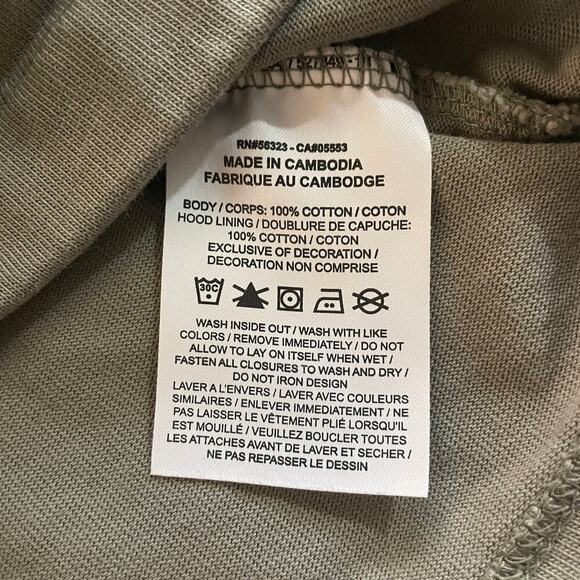 RN#56323 - CA#05553
MADE IN CAMBODIA
FABRIQUE AU CAMBODGE
BODY / CORPS: 100% COTTON / COTON
HOOD LINING / DOUBLURE DE CAPUCHE:
100% COTTON / COTON
EXCLUSIVE OF DECORATION /
DECORATION NON COMPRISE
30C
WASH INSIDE OUT / WASH WITH LIKE
COLORS / REMOVE IMMEDIATELY / DO NOT
ALLOW TO LAY ON ITSELF WHEN WET /
FASTEN ALL CLOSURES TO WASH AND DRY /
DO NOT IRON DESIGN
LAVER A L'ENVERS / LAVER AVEC COULEURS
SIMILAIRES / ENLEVER IMMEDIATEMENT / NE
PAS LAISSER LE VÊTEMENT PLIÉ LORSQU'IL
EST MOUILLÉ / VEUILLEZ BOUCLER TOUTES
LES ATTACHES AVANT DE LAVER ET SECHER /
NE PAS REPASSER LE DESSIN